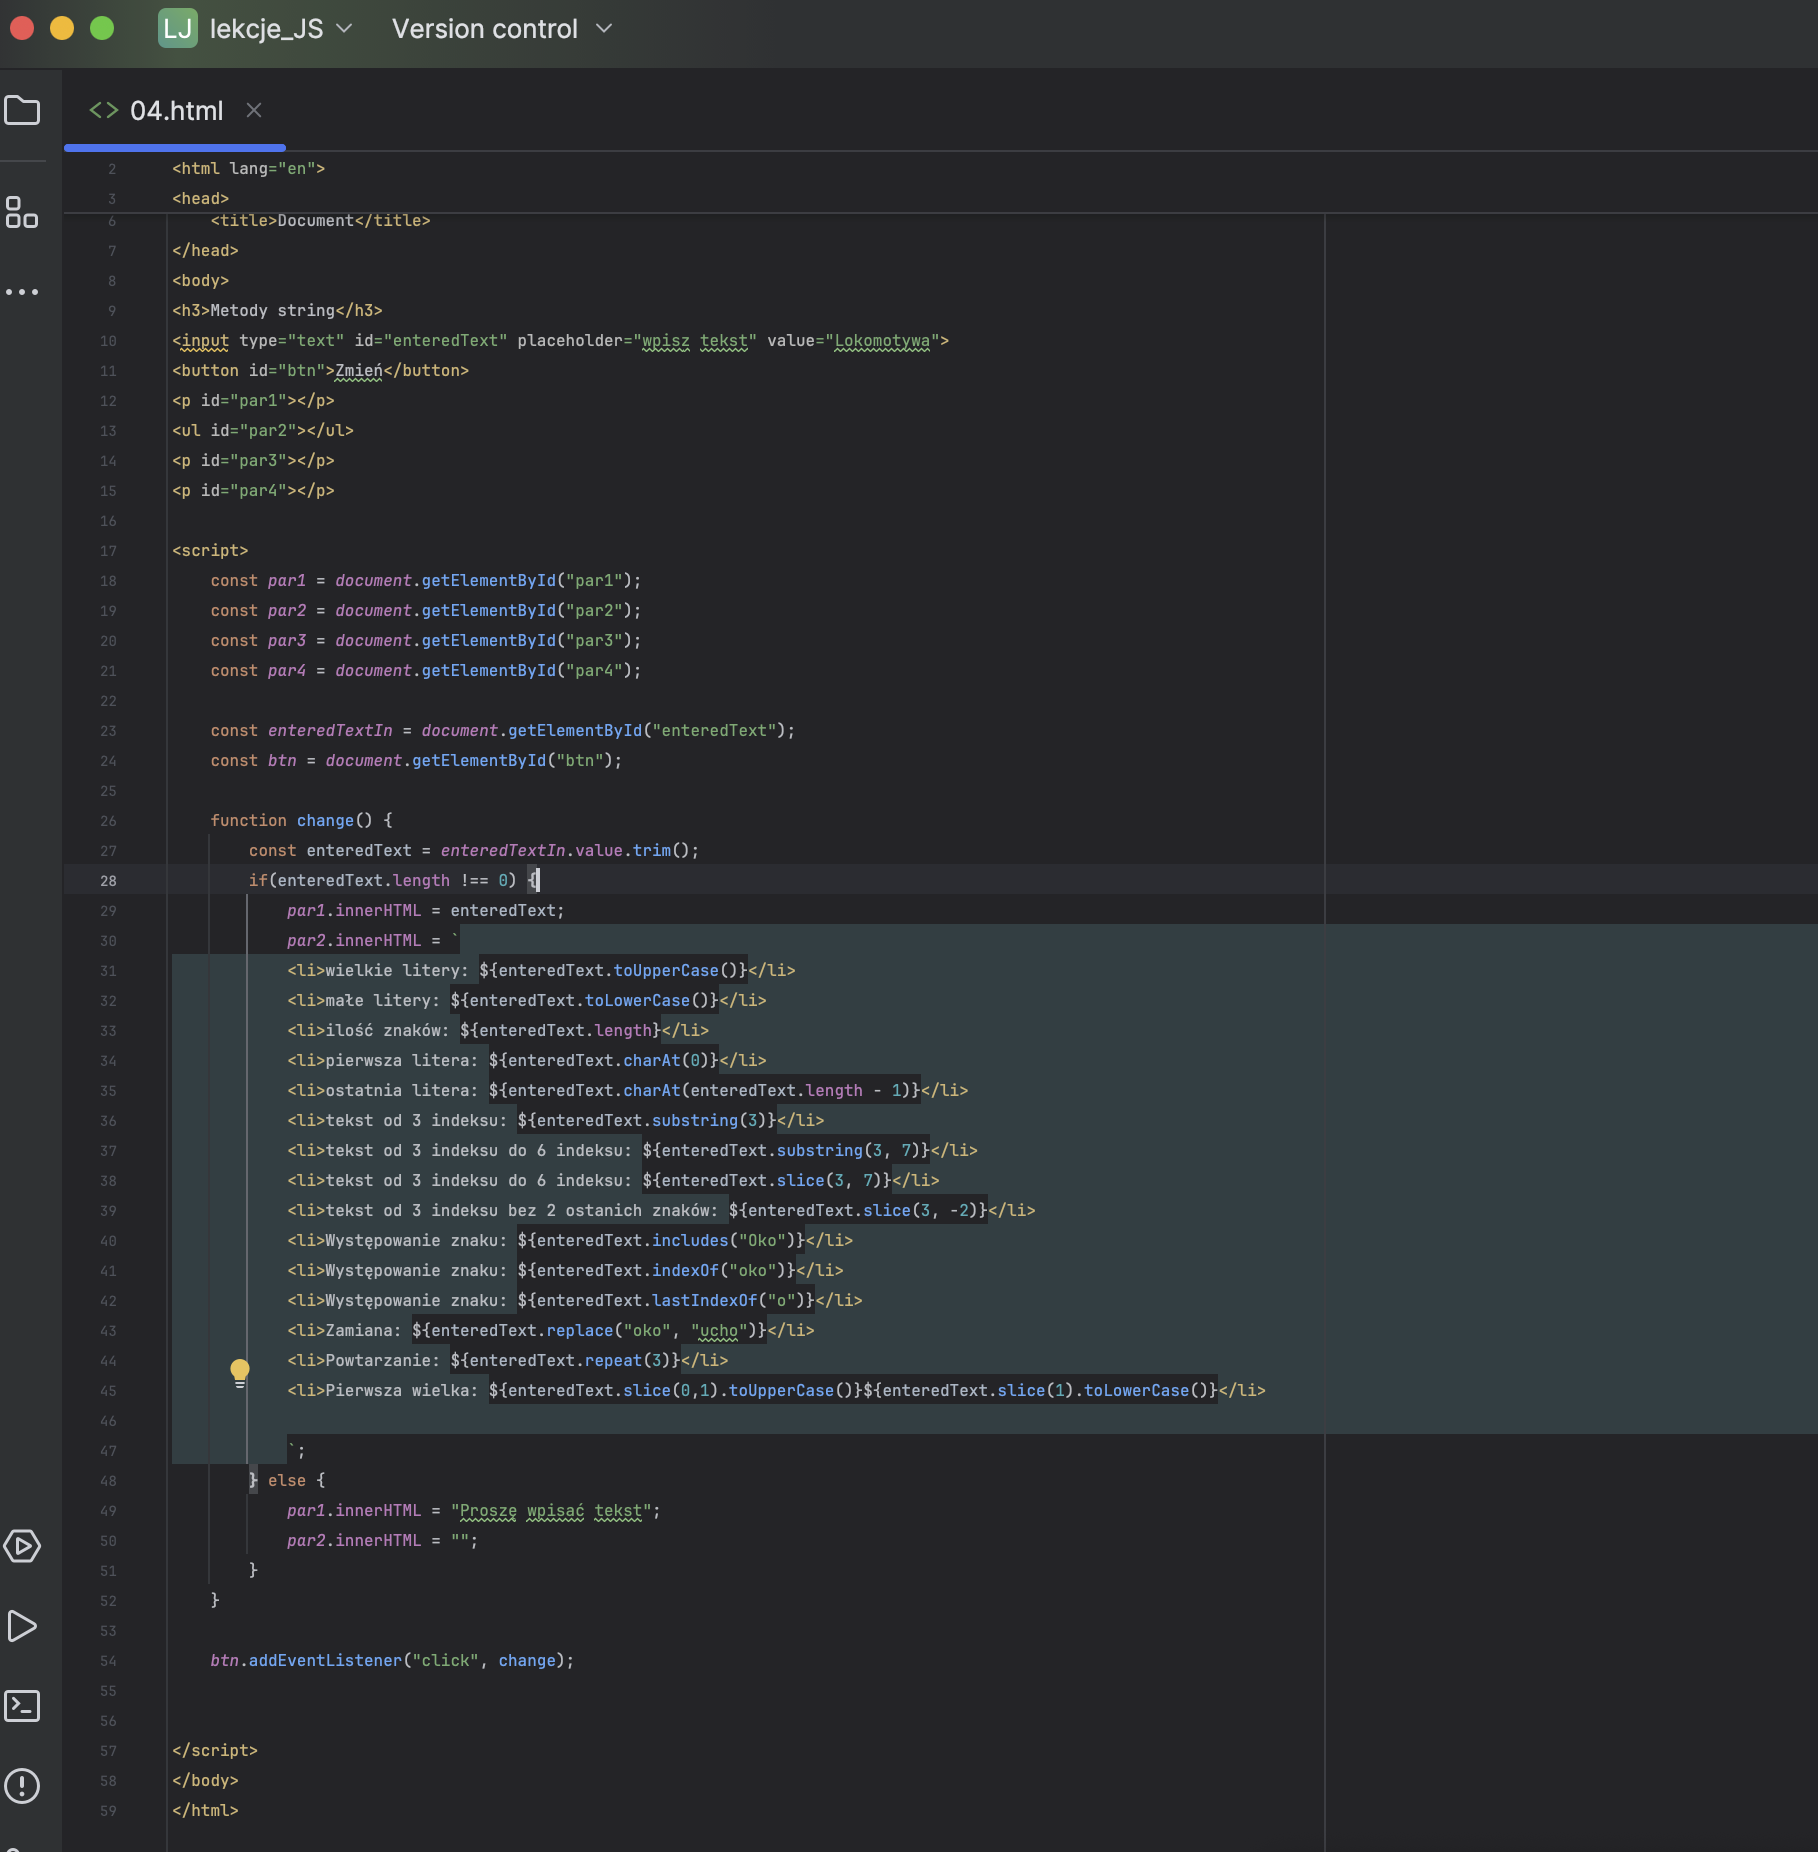 LJ lekcje_JS Version control
04.html
2 <html lang="en">
3 <head>
6 <title>Document</title>
7 </head>
8 <body>
9 <h3>Metody string</h3>
10 <input type="text" id="enteredText" placeholder="wpisz tekst" value="Lokomotywa">
11 <button id="btn">Zmień</button>
12 <p id="par1"></p>
13 <ul id="par2"></ul>
14 <p id="par3"></p>
15 <p id="par4"></p>
16
17 <script>
18 const par1 = document.getElementById("par1");
19 const par2 = document.getElementById("par2");
20 const par3 = document.getElementById("par3");
21 const par4 = document.getElementById("par4");
22
23 const enteredTextIn = document.getElementById("enteredText");
24 const btn = document.getElementById("btn");
25
26 function change() {
27 const enteredText = enteredTextIn.value.trim();
28 if(enteredText.length !== 0) {
29 par1.innerHTML = enteredText;
30 par2.innerHTML = `
31 <li>wielkie litery: ${enteredText.toUpperCase()}</li>
32 <li>małe litery: ${enteredText.toLowerCase()}</li>
33 <li>ilość znaków: ${enteredText.length}</li>
34 <li>pierwsza litera: ${enteredText.charAt(0)}</li>
35 <li>ostatnia litera: ${enteredText.charAt(enteredText.length - 1)}</li>
36 <li>tekst od 3 indeksu: ${enteredText.substring(3)}</li>
37 <li>tekst od 3 indeksu do 6 indeksu: ${enteredText.substring(3, 7)}</li>
38 <li>tekst od 3 indeksu do 6 indeksu: ${enteredText.slice(3, 7)}</li>
39 <li>tekst od 3 indeksu bez 2 ostanich znaków: ${enteredText.slice(3, -2)}</li>
40 <li>Występowanie znaku: ${enteredText.includes("Oko")}</li>
41 <li>Występowanie znaku: ${enteredText.indexOf("oko")}</li>
42 <li>Występowanie znaku: ${enteredText.lastIndexOf("o")}</li>
43 <li>Zamiana: ${enteredText.replace("oko", "ucho")}</li>
44 <li>Powtarzanie: ${enteredText.repeat(3)}</li>
45 <li>Pierwsza wielka: ${enteredText.slice(0,1).toUpperCase()}${enteredText.slice(1).toLowerCase()}</li>
46
47 `;
48 } else {
49 par1.innerHTML = "Proszę wpisać tekst";
50 par2.innerHTML = "";
51 }
52 }
53
54 btn.addEventListener("click", change);
55
56
57 </script>
58 </body>
59 </html>